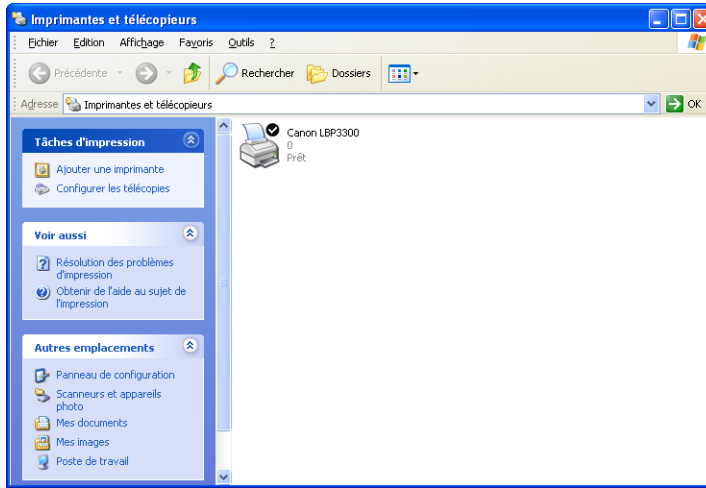 Imprimantes et télécopieurs
Fichier Edition Affichage Favoris Outils ?
Précédente Rechercher Dossiers
Adresse Imprimantes et télécopieurs OK
Tâches d'impression
Ajouter une imprimante
Configurer les télécopies
Voir aussi
Résolution des problèmes
d'impression
Obtenir de l'aide au sujet de
l'impression
Autres emplacements
Panneau de configuration
Scanneurs et appareils
photo
Mes documents
Mes images
Poste de travail
Canon LBP3300
0
Prêt